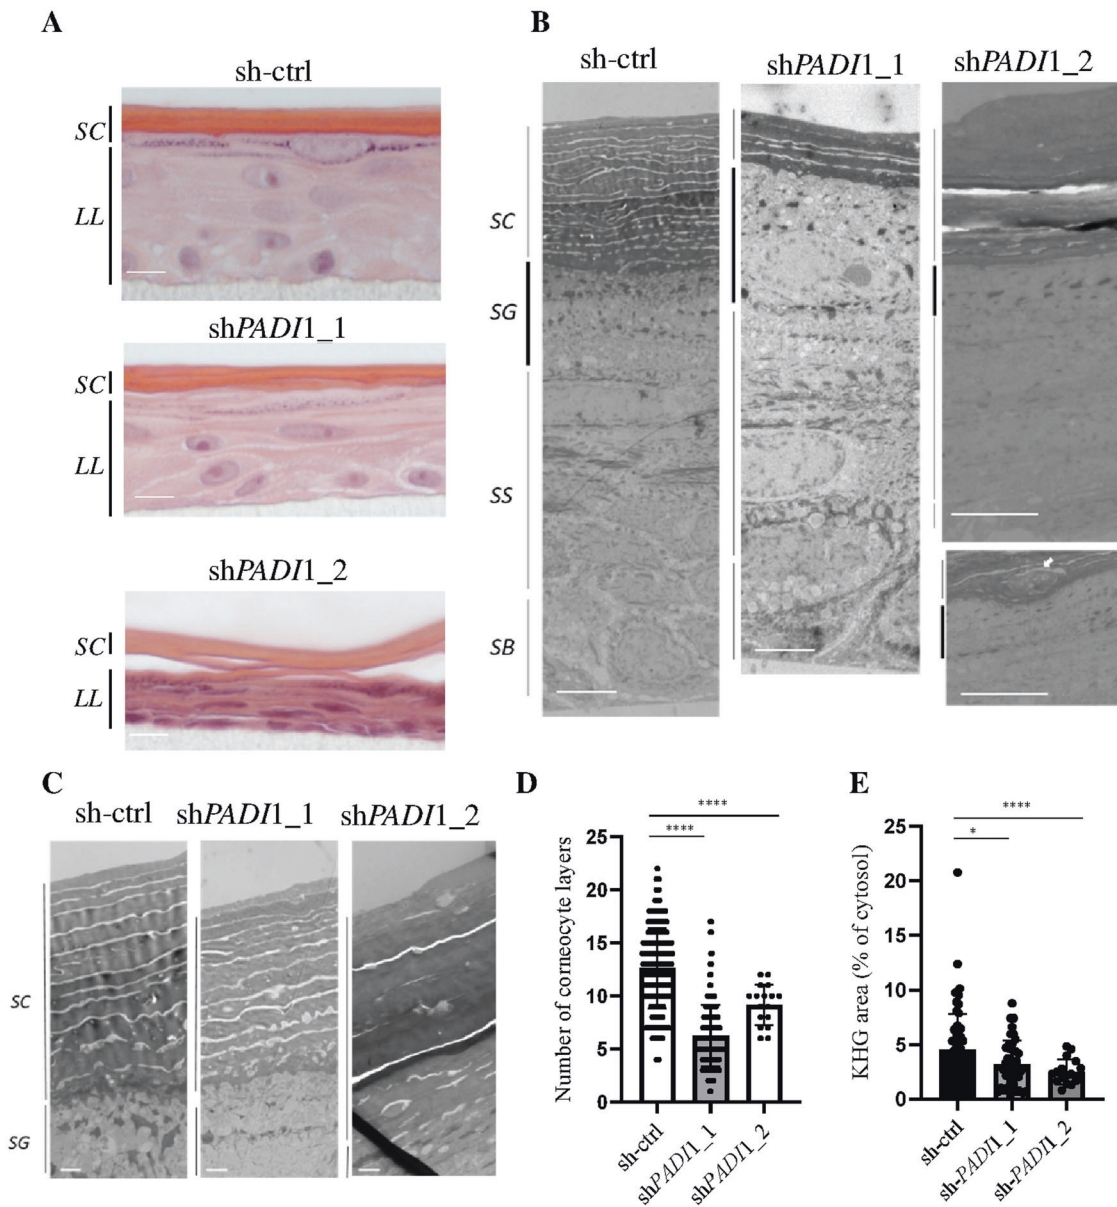 A
sh-ctrl
SC
LL
shPADI1_1
SC
LL
shPADI1_2
SC
LL
B
sh-ctrl
shPADI1_1
shPADI1_2
SC
SG
SS
SB
C
sh-ctrl
shPADI1_1
shPADI1_2
SC
SG
D
Number of corneocyte layers
****
****
25
20
15
10
5
0
sh-ctrl
shPADI1_1
shPADI1_2
E
KHG area (% of cytosol)
****
*
25
20
15
10
5
0
sh-ctrl
sh-PADI1_1
sh-PADI1_2